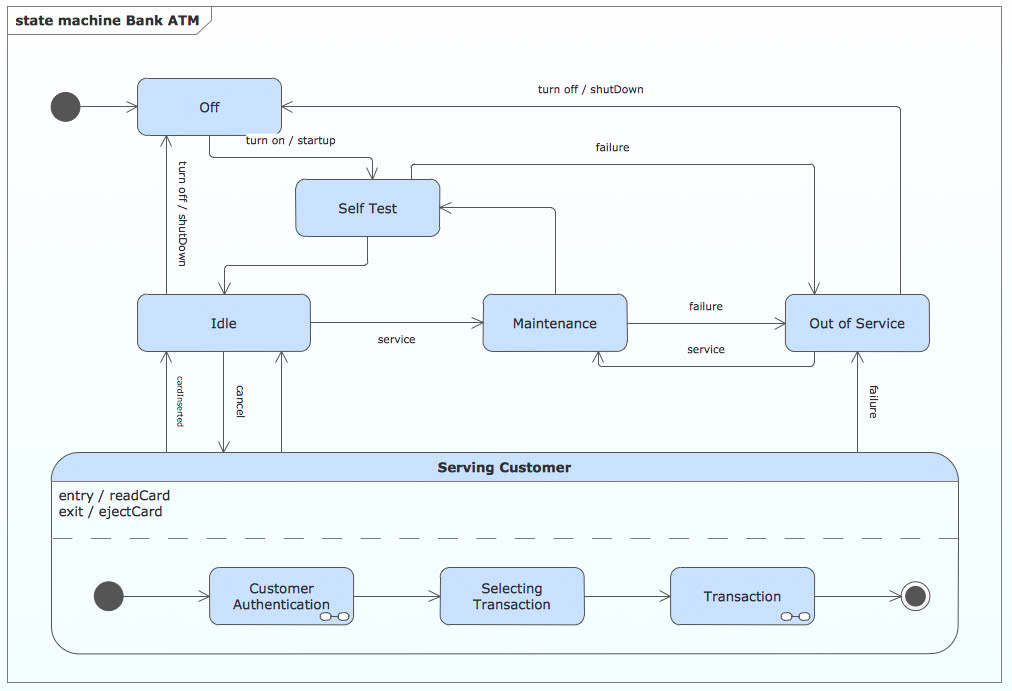 state machine Bank ATM
turn off / shutDown
Off
turn on / startup
failure
turn off / shutDown
Self Test
Idle
Maintenance
failure
Out of Service
service
service
cardInserted
cancel
failure
Serving Customer
entry / readCard
exit / ejectCard
Customer
Authentication
Selecting
Transaction
Transaction